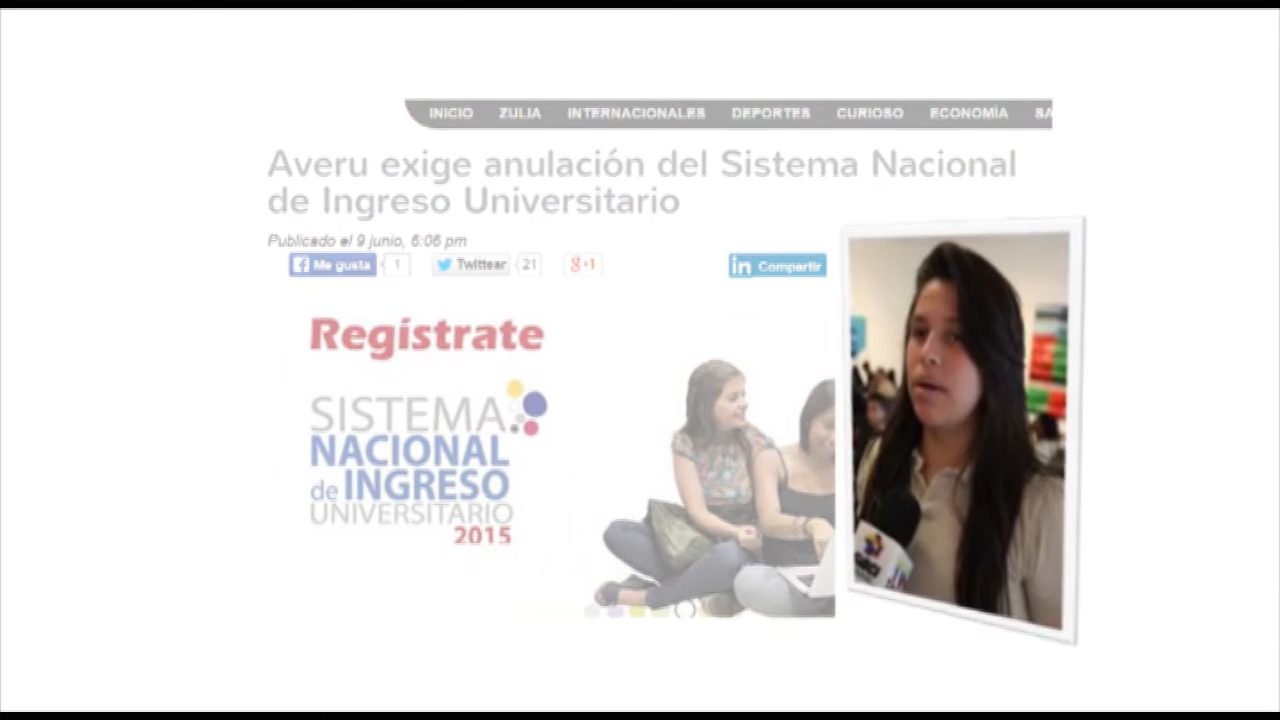 INICIO ZULIA INTERNACIONALES DEPORTES CURIOSO ECONOMÍA SA
Averu exige anulación del Sistema Nacional
de Ingreso Universitario
Publicado el 9 junio, 6:06 pm
Me gusta 1 Twittear 21 g+1 in Compartir
Regístrate
SISTEMA
NACIONAL
de INGRESO
UNIVERSITARIO
2015